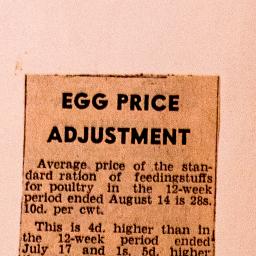 EGG PRICE
ADJUSTMENT
Average price of the stan-
dard ration of feedingstuffs
for poultry in the 12-week
period ended August 14 is 28s.
10d. per cwt.
This is 4d. higher than in
the 12-week period ended
July 17 and 1s. 5d. higher